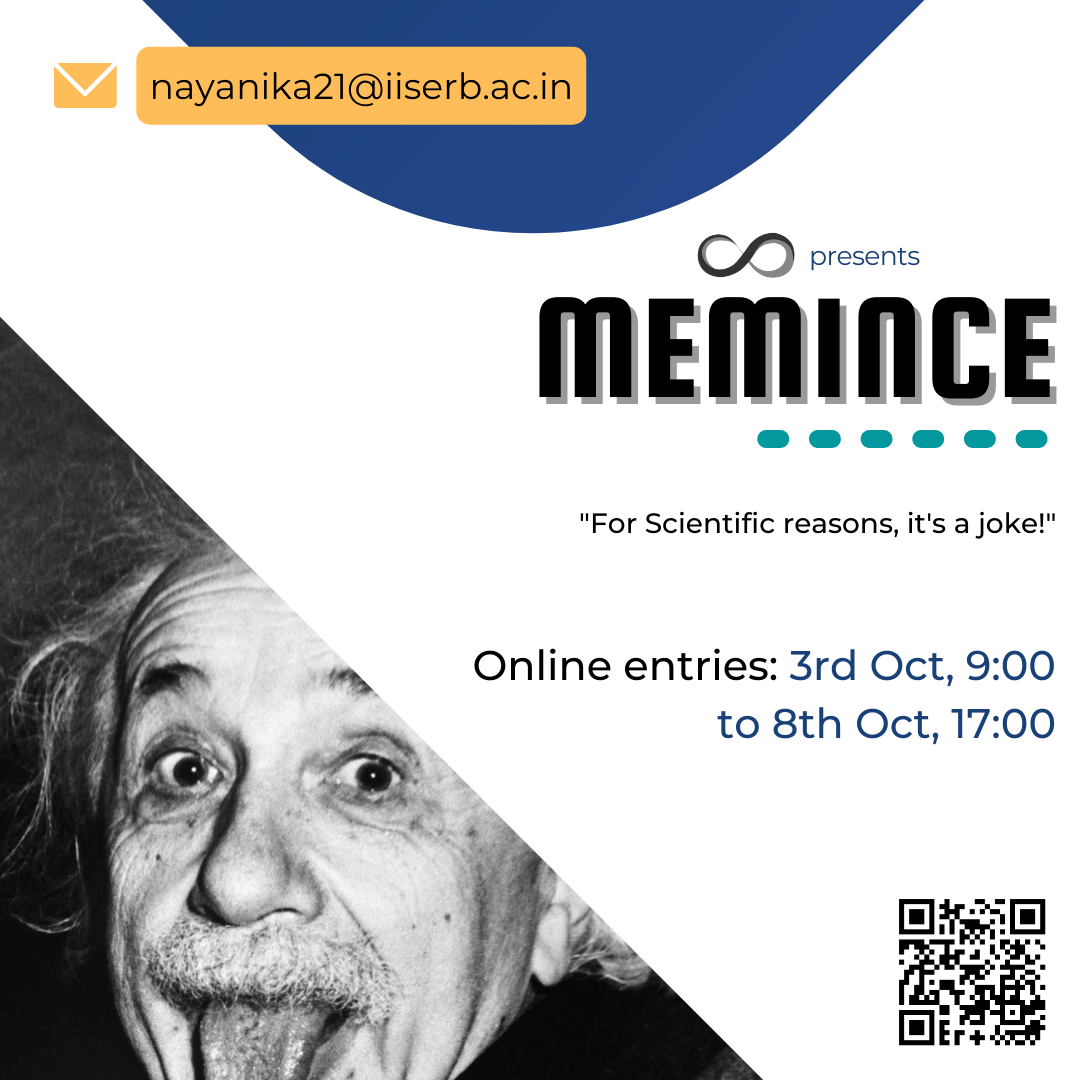 nayanika21@iiserb.ac.in
presents
MEMINCE
"For Scientific reasons, it's a joke!"
Online entries: 3rd Oct, 9:00
to 8th Oct, 17:00